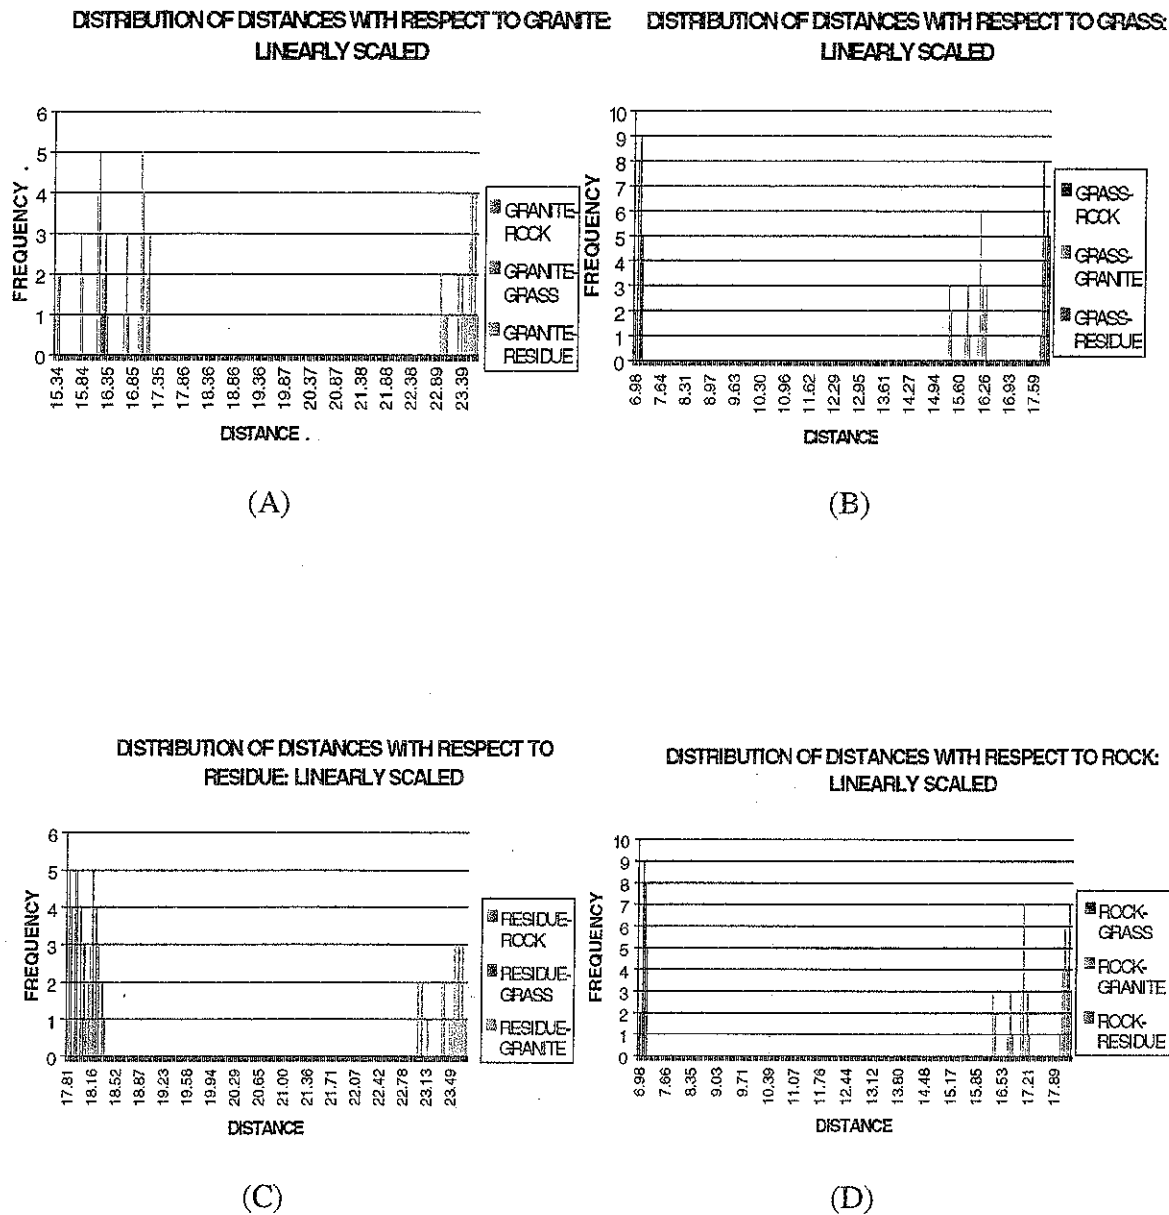 DISTRIBUTION OF DISTANCES WITH RESPECT TO GRANITE:
LINEARLY SCALED
6
5
4
3
2
1
0
FREQUENCY
15.34
15.84
16.35
16.85
17.35
17.86
18.36
18.86
19.36
19.87
20.37
20.87
21.38
21.88
22.38
22.89
23.39
DISTANCE
GRANITE-
ROCK
GRANITE-
GRASS
GRANITE-
RESIDUE
(A)
DISTRIBUTION OF DISTANCES WITH RESPECT TO GRASS:
LINEARLY SCALED
10
9
8
7
6
5
4
3
2
1
0
FREQUENCY
6.98
7.64
8.31
8.97
9.63
10.30
10.96
11.62
12.29
12.95
13.61
14.27
14.94
15.60
16.26
16.93
17.59
DISTANCE
GRASS-
ROCK
GRASS-
GRANITE
GRASS-
RESIDUE
(B)
DISTRIBUTION OF DISTANCES WITH RESPECT TO
RESIDUE: LINEARLY SCALED
6
5
4
3
2
1
0
FREQUENCY
17.81
18.16
18.52
18.87
19.23
19.58
19.94
20.29
20.65
21.00
21.36
21.71
22.07
22.42
22.78
23.13
23.49
DISTANCE
RESIDUE-
ROCK
RESIDUE-
GRASS
RESIDUE-
GRANITE
(C)
DISTRIBUTION OF DISTANCES WITH RESPECT TO ROCK:
LINEARLY SCALED
10
9
8
7
6
5
4
3
2
1
0
FREQUENCY
6.98
7.66
8.35
9.03
9.71
10.39
11.07
11.76
12.44
13.12
13.80
14.48
15.17
15.85
16.53
17.21
17.89
DISTANCE
ROCK-
GRASS
ROCK-
GRANITE
ROCK-
RESIDUE
(D)